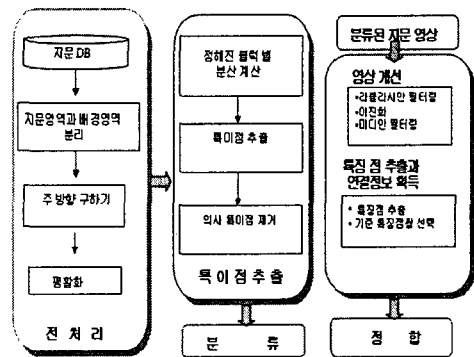 지문 DB
지문영역과 배경영역
분리
주 방향 구하기
평활화
전 처리
정해진 블럭 별
분산 계산
특이점 추출
의사 특이점 제거
특이점추출
분 류
분류된 지문 영상
영상 개선
•라플라시안 필터링
•이진화
•미디안 필터링
특징 점 추출과
연결정보 획득
• 특징점 추출
• 기준 특징점쌍 선택
정 합